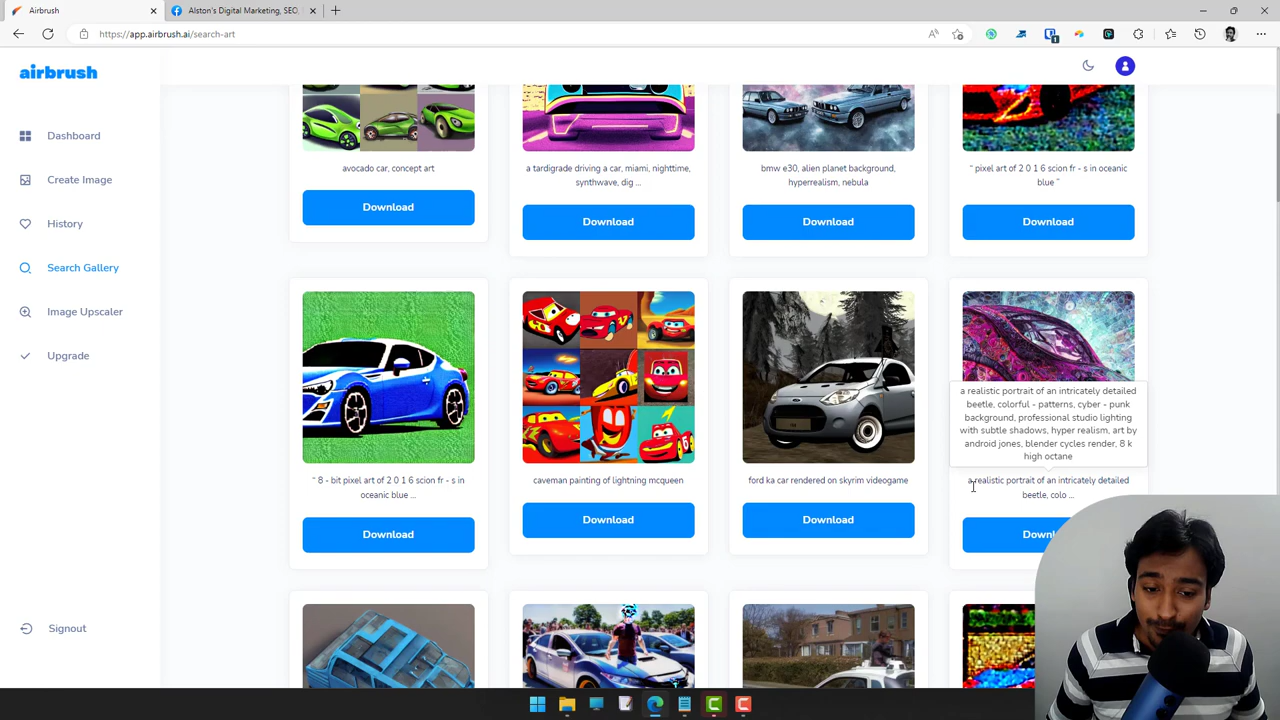 Airbrush
Alston's Digital Marketing, SEO,
https://app.airbrush.ai/search-art
airbrush
Dashboard
Create Image
History
Search Gallery
Image Upscaler
Upgrade
Signout
avocado car, concept art
Download
a tardigrade driving a car, miami, nighttime,
synthwave, dig ...
Download
bmw e30, alien planet background,
hyperrealism, nebula
Download
" pixel art of 2 0 1 6 scion fr - s in oceanic
blue "
Download
" 8 - bit pixel art of 2 0 1 6 scion fr - s in
oceanic blue ...
Download
caveman painting of lightning mcqueen
Download
ford ka car rendered on skyrim videogame
Download
a realistic portrait of an intricately detailed
beetle, colorful - patterns, cyber - punk
background, professional studio lighting
with subtle shadows, hyper realism, art by
android jones, blender cycles render, 8 k
high octane
a realistic portrait of an intricately detailed
beetle, colo ...